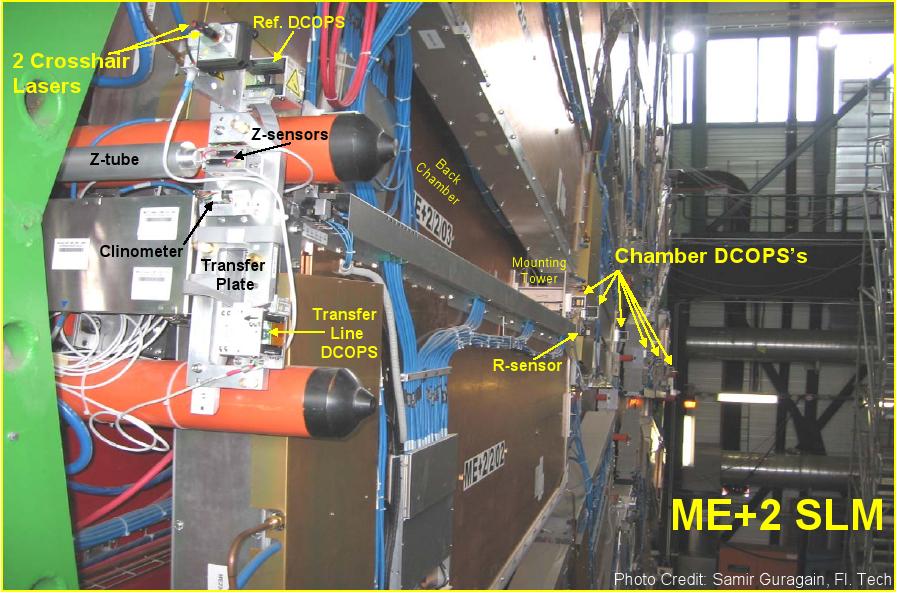 Ref. DCOPS
2 Crosshair
Lasers
Z-sensors
Z-tube
Back
Chamber
ME+2/2/03
Clinometer
Transfer
Plate
Chamber DCOPS's
Mounting
Tower
Transfer
Line
DCOPS
R-sensor
ME+2/2/02
ME+2 SLM
Photo Credit: Samir Guragain, Fl. Tech